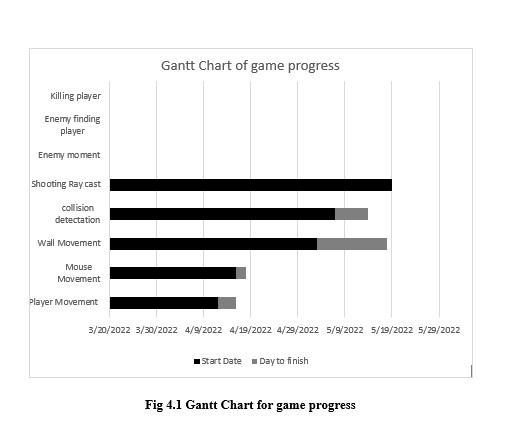 Gantt Chart of game progress
Killing player
Enemy finding
player
Enemy moment
Shooting Ray cast
collision
detectation
Wall Movement
Mouse
Movement
Player Movement
3/20/2022 3/30/2022 4/9/2022 4/19/2022 4/29/2022 5/9/2022 5/19/2022 5/29/2022
Start Date Day to finish
Fig 4.1 Gantt Chart for game progress